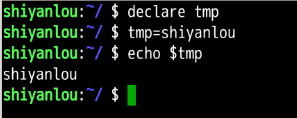 shiyanlou:~/ $ declare tmp
shiyanlou:~/ $ tmp=shiyanlou
shiyanlou:~/ $ echo $tmp
shiyanlou
shiyanlou:~/ $